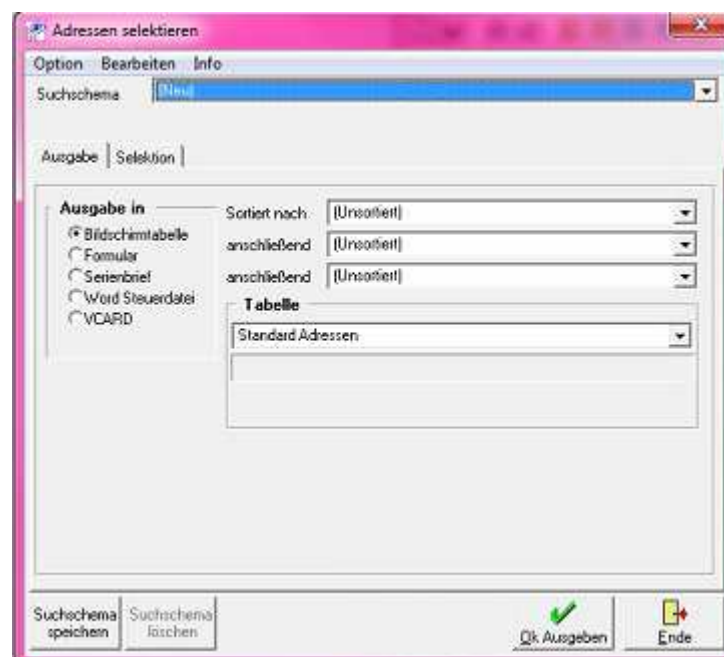 Adressen selektieren
Option Bearbeiten Info
Suchschema [Neu]
Ausgabe Selektion
Ausgabe in
Bildschirmtabelle
Formular
Serienbrief
Word Steuerdatei
VCARD
Sortiert nach [Unsortiert]
anschließend [Unsortiert]
anschließend [Unsortiert]
Tabelle
Standard Adressen
Suchschema speichern
Suchschema löschen
Ok Ausgeben
Ende